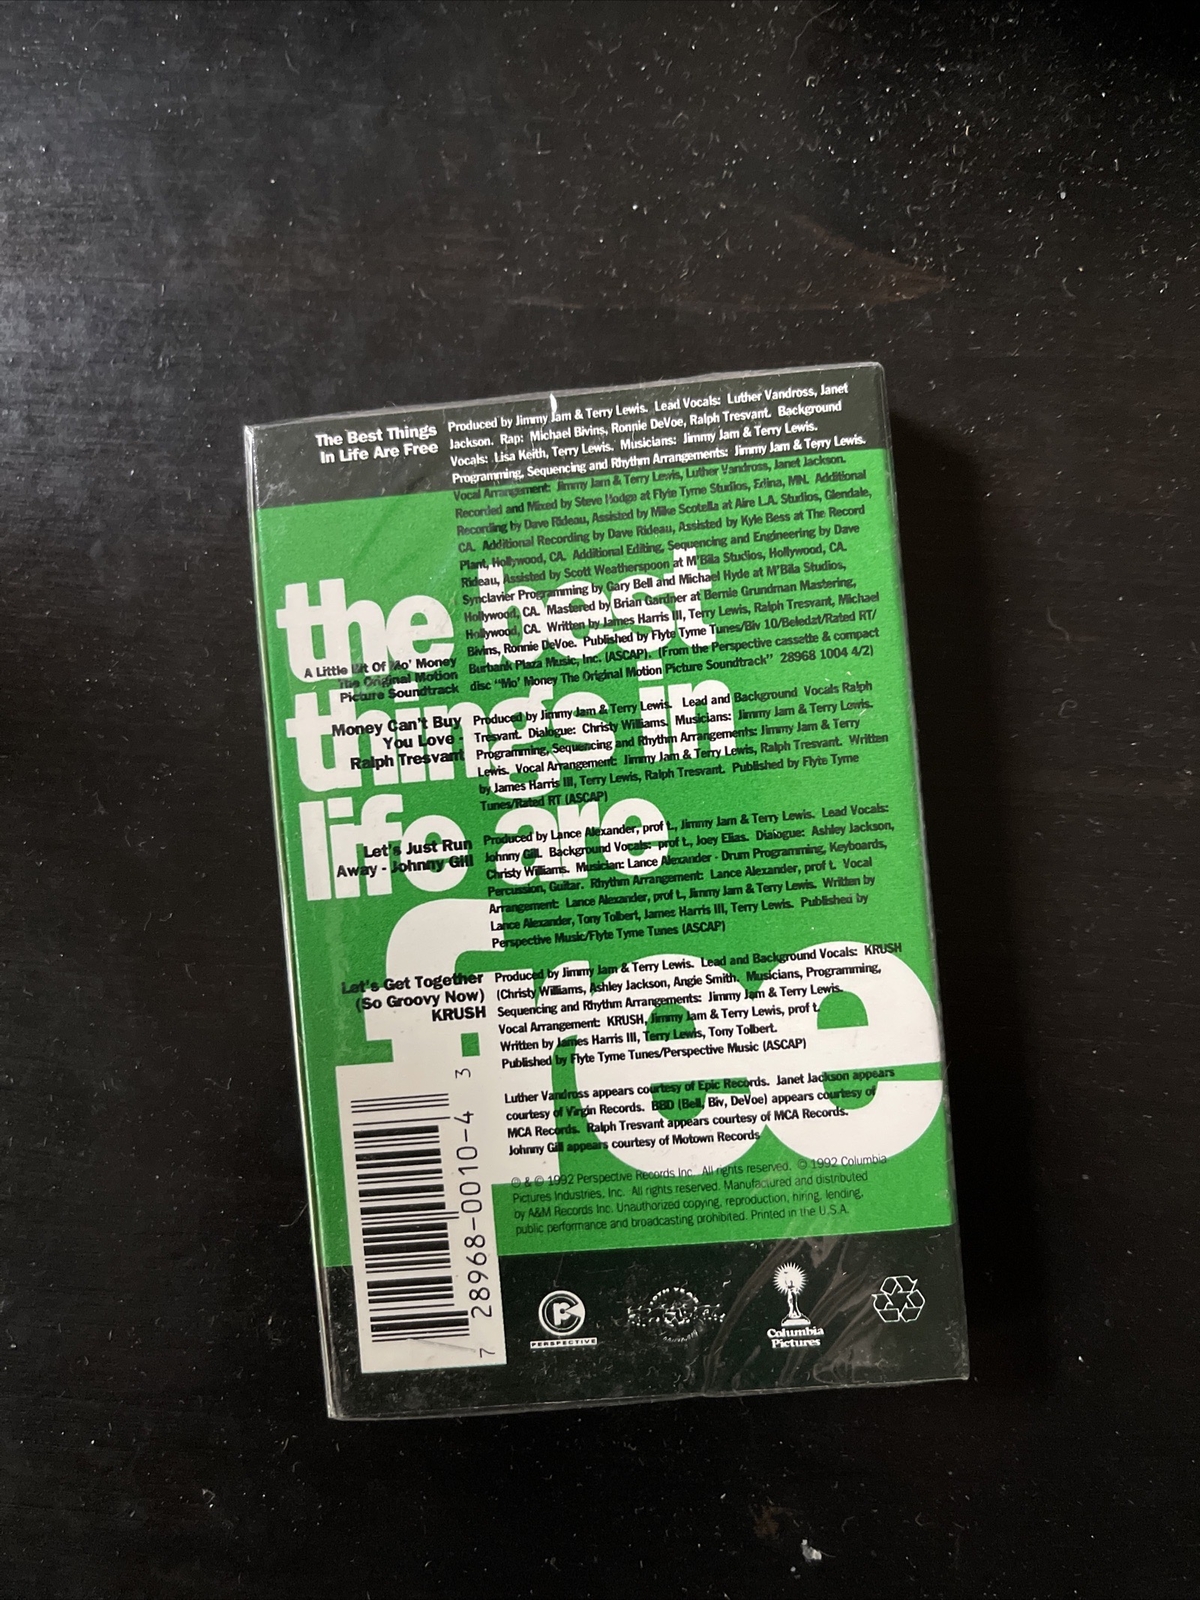 The Best Things
In Life Are Free
Produced by Jimmy Jam & Terry Lewis. Lead Vocals: Luther Vandross, Janet
Jackson. Rap: Michael Bivins, Ronnie DeVoe, Ralph Tresvant. Background
Vocals: Lisa Keith, Terry Lewis. Musicians: Jimmy Jam & Terry Lewis.
Programming, Sequencing and Rhythm Arrangements: Jimmy Jam & Terry Lewis.
Vocal Arrangement: Jimmy Jam & Terry Lewis, Luther Vandross, Janet Jackson.
Recorded and Mixed by Steve Hodge at Flyte Tyme Studios, Edina, MN. Additional
Recording by Dave Rideau, Assisted by Mike Scotella at Aire L.A. Studios, Glendale,
CA. Additional Recording by Dave Rideau, Assisted by Kyle Bess at The Record
Plant, Hollywood, CA. Additional Editing, Sequencing and Engineering by Dave
Rideau, Assisted by Scott Weatherspoon at M'Bila Studios, Hollywood, CA.
Synclavier Programming by Gary Bell and Michael Hyde at M'Bila Studios,
Hollywood, CA. Mastered by Brian Gardner at Bernie Grundman Mastering,
Hollywood, CA. Written by James Harris III, Terry Lewis, Ralph Tresvant, Michael
Bivins, Ronnie DeVoe. Published by Flyte Tyme Tunes/Biv 10/Beledat/Rated RT/
Burbank Plaza Music, Inc. (ASCAP). (From the Perspective cassette & compact
disc "Mo' Money The Original Motion Picture Soundtrack" 28968 1004 4/2)
the best
things in
life are
free
A Little Bit Of Mo' Money
The Original Motion
Picture Soundtrack
Money Can't Buy
You Love -
Ralph Tresvant
Produced by Jimmy Jam & Terry Lewis. Lead and Background Vocals Ralph
Tresvant. Dialogue: Christy Williams. Musicians: Jimmy Jam & Terry Lewis.
Programming, Sequencing and Rhythm Arrangements: Jimmy Jam & Terry
Lewis. Vocal Arrangement: Jimmy Jam & Terry Lewis, Ralph Tresvant. Written
by James Harris III, Terry Lewis, Ralph Tresvant. Published by Flyte Tyme
Tunes/Rated RT (ASCAP)
Let's Just Run
Away - Johnny Gill
Produced by Lance Alexander, prof t., Jimmy Jam & Terry Lewis. Lead Vocals:
Johnny Gill. Background Vocals: prof t., Joey Elias. Dialogue: Ashley Jackson,
Christy Williams. Musician: Lance Alexander - Drum Programming, Keyboards,
Percussion, Guitar. Rhythm Arrangement: Lance Alexander, prof t. Vocal
Arrangement: Lance Alexander, prof t., Jimmy Jam & Terry Lewis. Written by
Lance Alexander, Tony Tolbert, James Harris III, Terry Lewis. Published by
Perspective Music/Flyte Tyme Tunes (ASCAP)
Let's Get Together
(So Groovy Now)
KRUSH
Produced by Jimmy Jam & Terry Lewis. Lead and Background Vocals: KRUSH
(Christy Williams, Ashley Jackson, Angie Smith. Musicians, Programming,
Sequencing and Rhythm Arrangements: Jimmy Jam & Terry Lewis.
Vocal Arrangement: KRUSH, Jimmy Jam & Terry Lewis, prof t.
Written by James Harris III, Terry Lewis, Tony Tolbert.
Published by Flyte Tyme Tunes/Perspective Music (ASCAP)
Luther Vandross appears courtesy of Epic Records. Janet Jackson appears
courtesy of Virgin Records. BBD (Bell, Biv, DeVoe) appears courtesy of
MCA Records. Ralph Tresvant appears courtesy of MCA Records.
Johnny Gill appears courtesy of Motown Records
℗ & © 1992 Perspective Records Inc. All rights reserved. © 1992 Columbia
Pictures Industries, Inc. All rights reserved. Manufactured and distributed
by A&M Records Inc. Unauthorized copying, reproduction, hiring, lending,
public performance and broadcasting prohibited. Printed in the U.S.A.
7 28968-0010-4 3
PERSPECTIVE
Columbia
Pictures